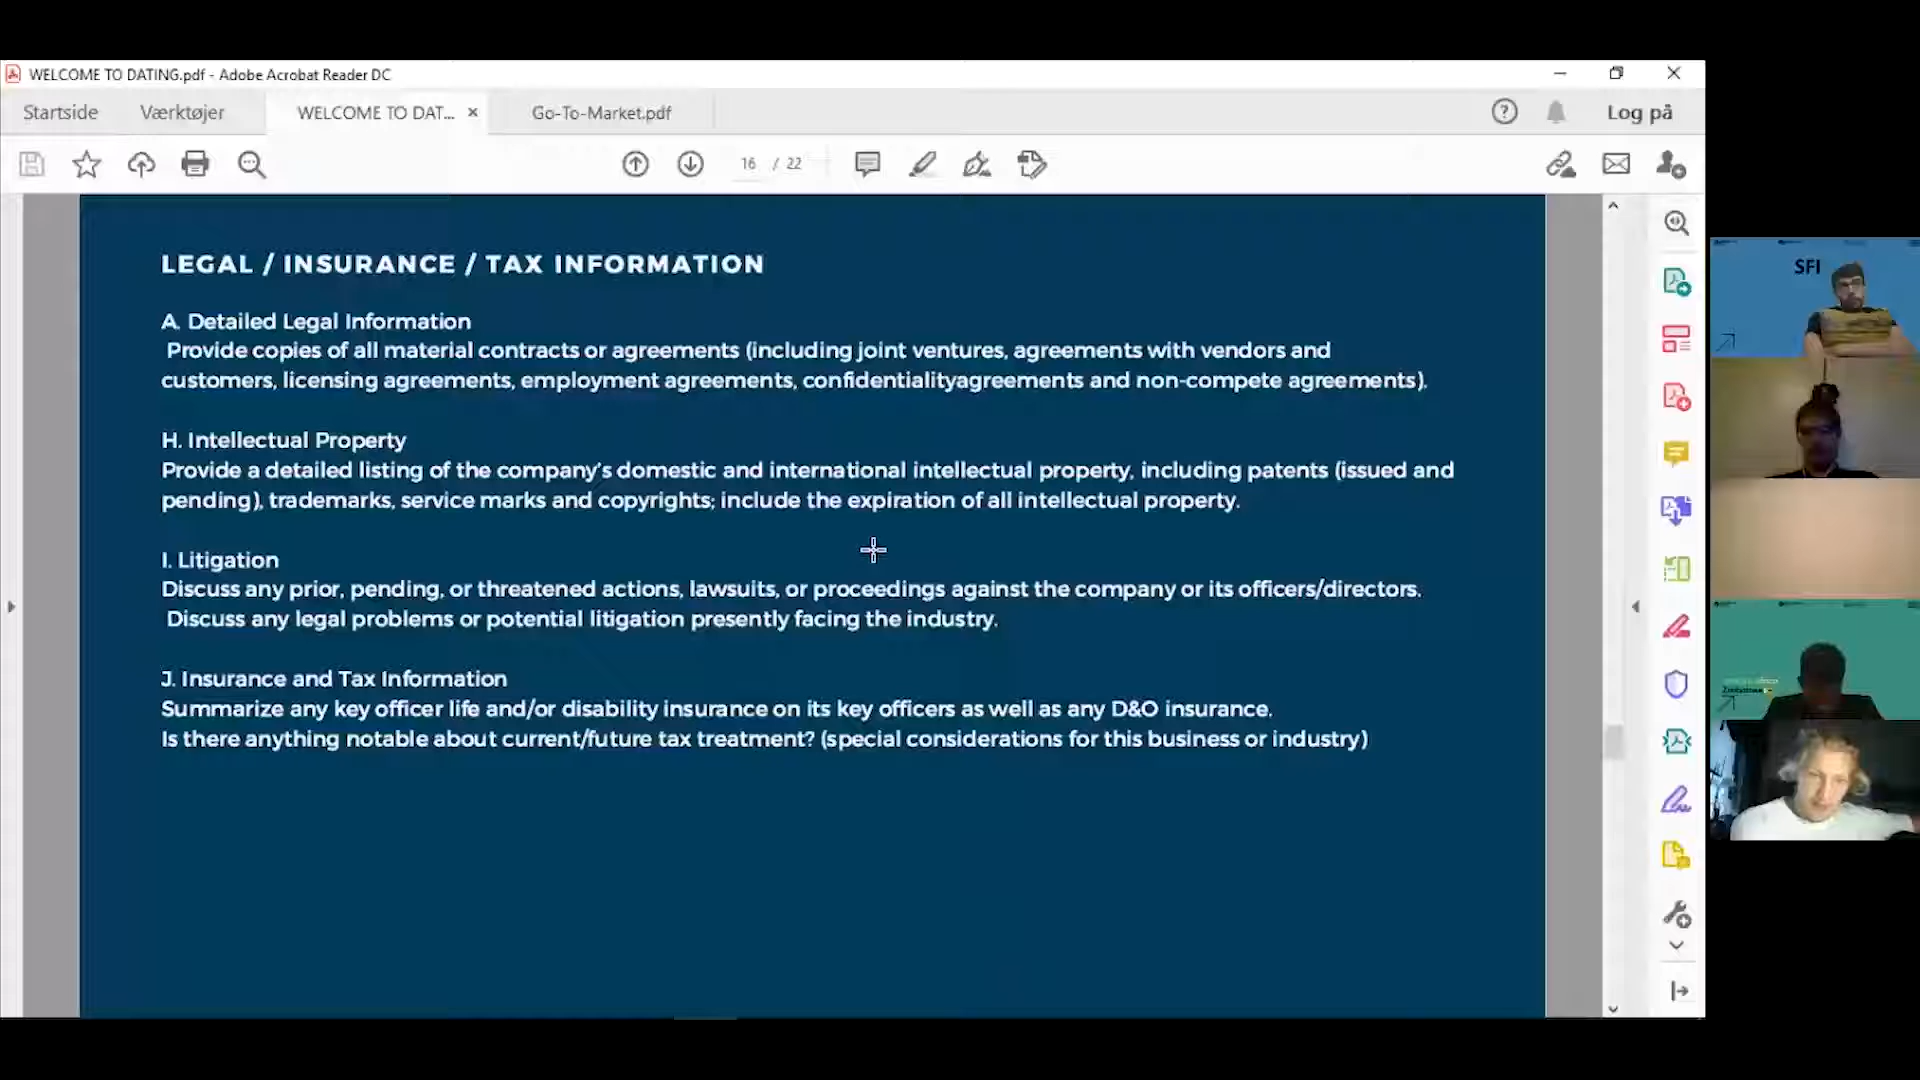 WELCOME TO DATING.pdf - Adobe Acrobat Reader DC
Startside Værktøjer WELCOME TO DAT... Go-To-Market.pdf Log på
16 / 22
LEGAL / INSURANCE / TAX INFORMATION
A. Detailed Legal Information
Provide copies of all material contracts or agreements (including joint ventures, agreements with vendors and
customers, licensing agreements, employment agreements, confidentialityagreements and non-compete agreements).
H. Intellectual Property
Provide a detailed listing of the company's domestic and international intellectual property, including patents (issued and
pending), trademarks, service marks and copyrights; include the expiration of all intellectual property.
I. Litigation
Discuss any prior, pending, or threatened actions, lawsuits, or proceedings against the company or its officers/directors.
Discuss any legal problems or potential litigation presently facing the industry.
J. Insurance and Tax Information
Summarize any key officer life and/or disability insurance on its key officers as well as any D&O insurance.
Is there anything notable about current/future tax treatment? (special considerations for this business or industry)
SFI